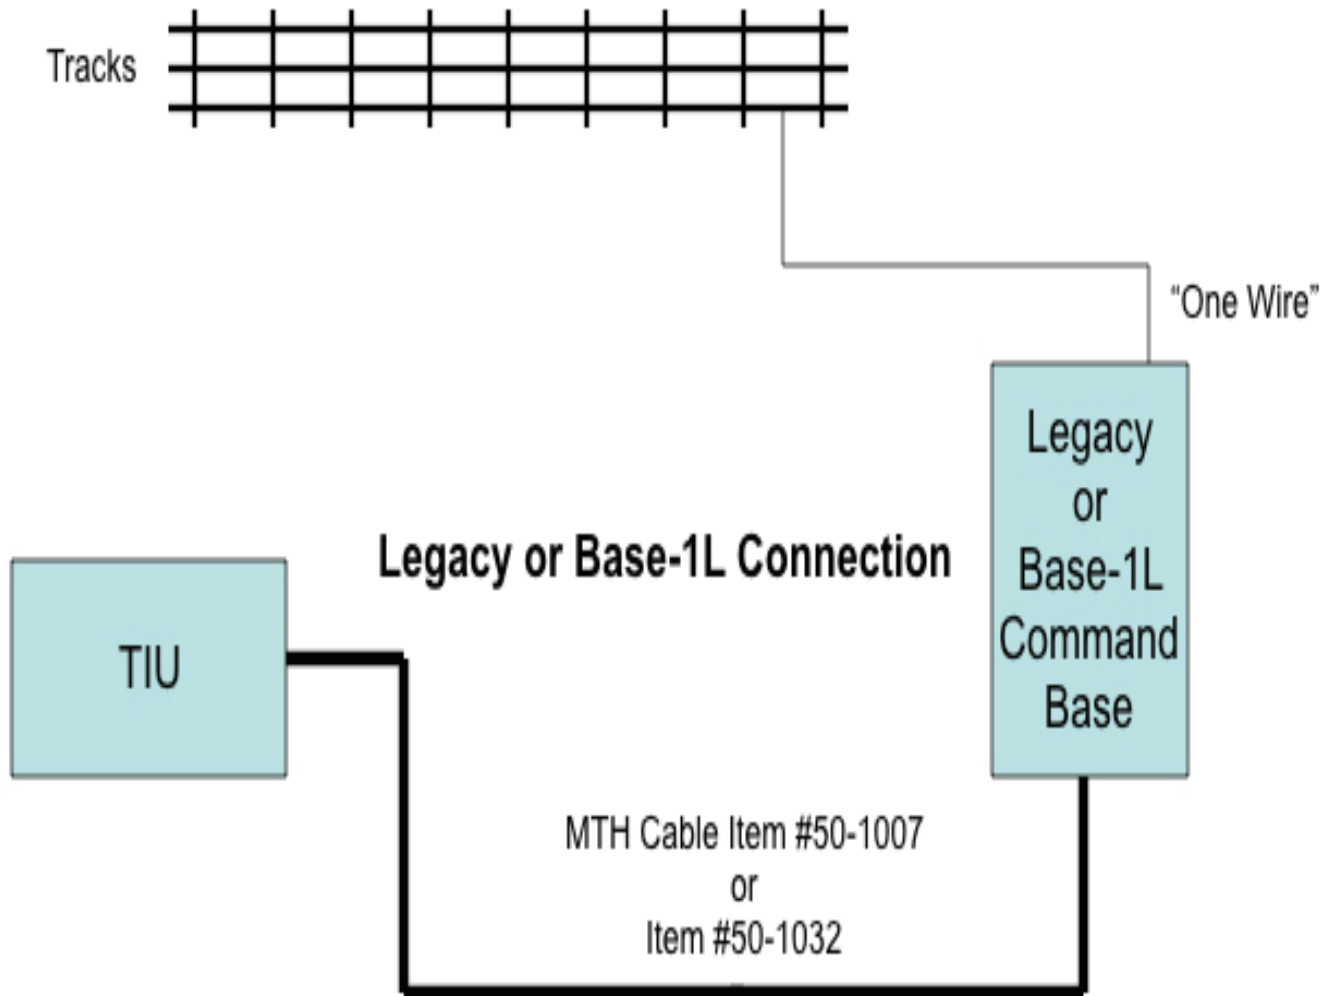 Tracks
“One Wire”
Legacy
or
Base-1L
Command
Base
Legacy or Base-1L Connection
TIU
MTH Cable Item #50-1007
or
Item #50-1032